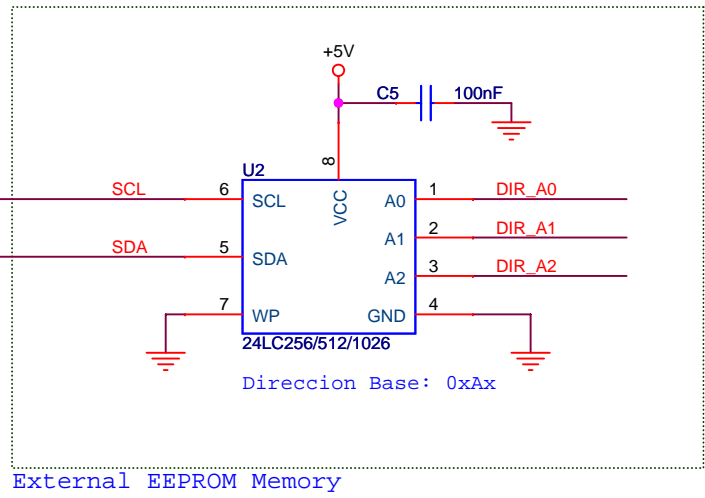 +5V
C5 100nF
8
U2
VCC
SCL 6 SCL A0 1 DIR_A0
A1 2 DIR_A1
SDA 5 SDA
A2 3 DIR_A2
7 WP GND 4
24LC256/512/1026
Direccion Base: 0xAx
External EEPROM Memory